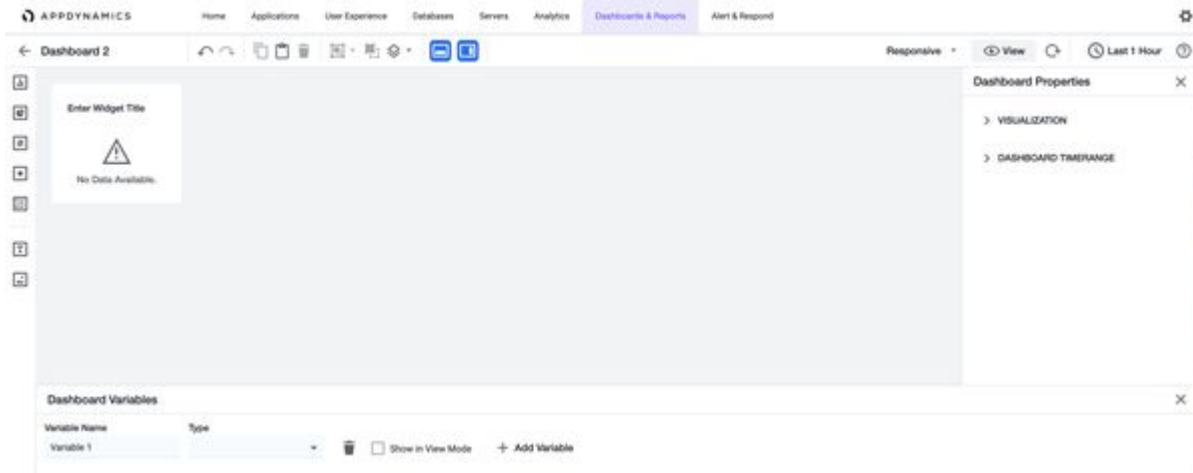 APPDYNAMICS Home Applications User Experience Databases Servers Analytics Dashboards & Reports Alert & Respond
Dashboard 2 Responsive View Last 1 Hour
Dashboard Properties
Enter Widget Title
No Data Available.
VISUALIZATION
DASHBOARD TIMERANGE
Dashboard Variables
Variable Name Type
Variable 1 Show in View Mode + Add Variable